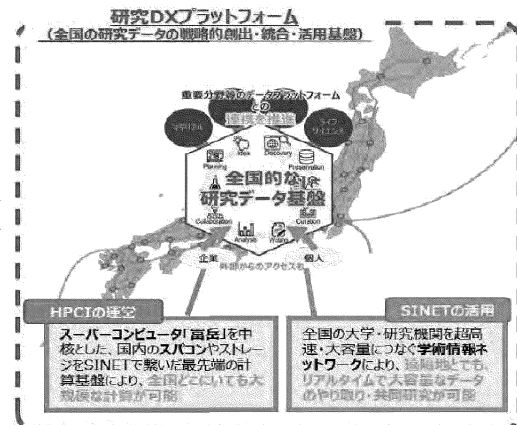 研究DXプラットフォーム
(全国の研究データの戦略的創出・統合・活用基盤)
重要分野等のデータプラットフォーム
との
連携を推進
マテリアル
ライフ
サイエンス
Planning
Idea
Discovery
Preservation
全国的な
研究データ基盤
Collaboration
Curation
Analysis
Writing
企業
個人
外部からのアクセスも
HPCIの運営
スーパーコンピュータ「富岳」を中
核とした、国内のスパコンやストレー
ジをSINETで繋いだ最先端の計
算基盤により、全国どこにいても大
規模な計算が可能
SINETの活用
全国の大学・研究機関を超高
速・大容量につなぐ学術情報ネ
ットワークにより、遠隔地とでも、
リアルタイムで大容量なデータ
のやり取り・共同研究が可能